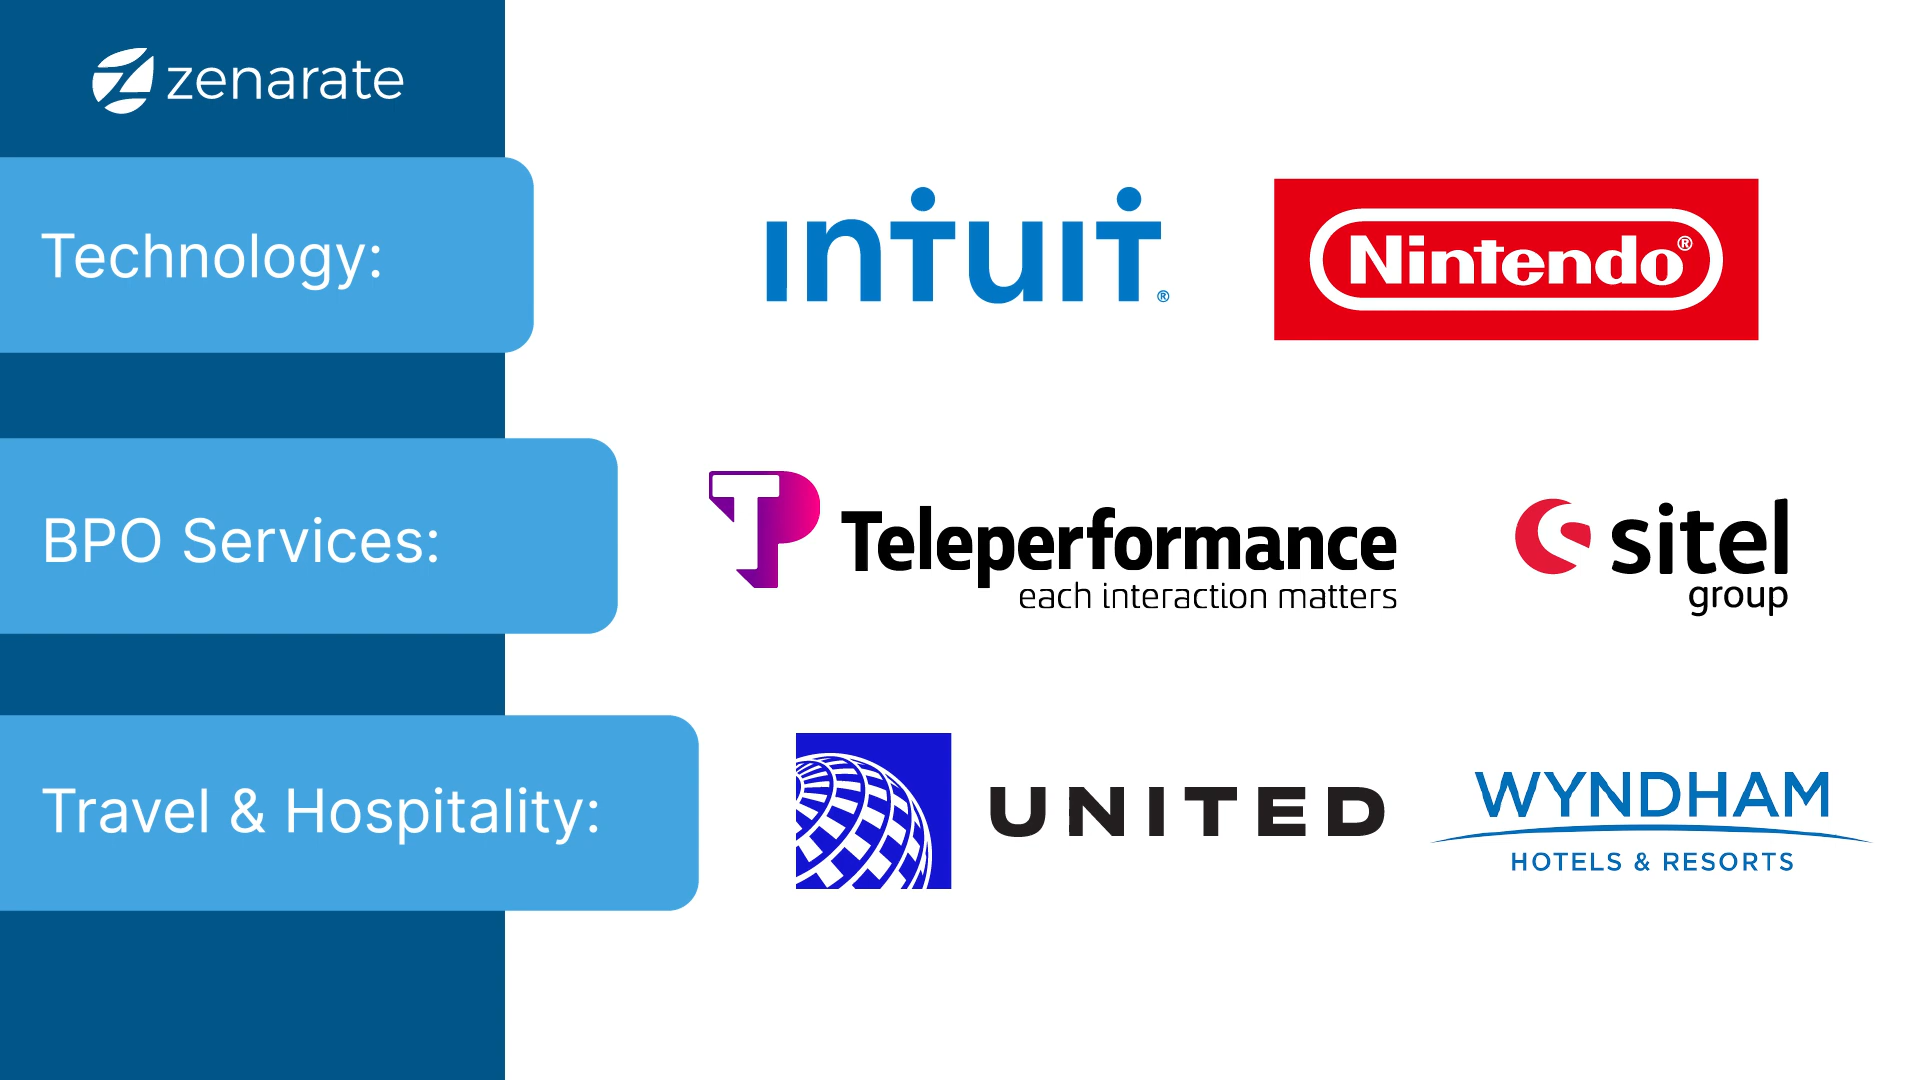 zenarate
Technology:
intuit®
Nintendo®
BPO Services:
T
Teleperformance
each interaction matters
sitel
group
Travel & Hospitality:
UNITED
WYNDHAM
HOTELS & RESORTS